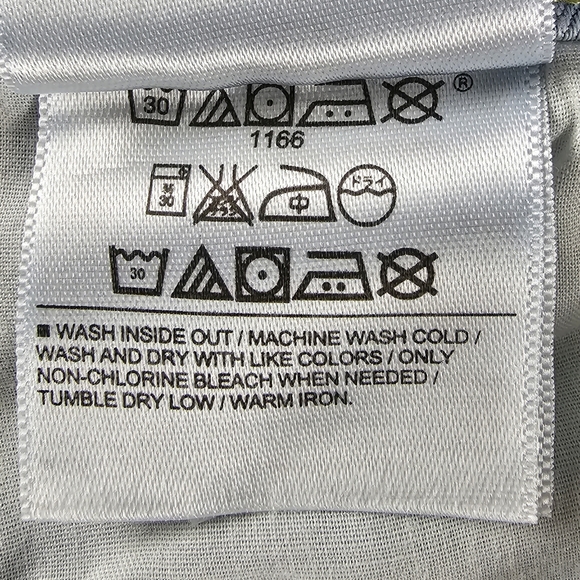 30 ®
1166
30 中 ドライ
30
WASH INSIDE OUT / MACHINE WASH COLD /
WASH AND DRY WITH LIKE COLORS / ONLY
NON-CHLORINE BLEACH WHEN NEEDED /
TUMBLE DRY LOW / WARM IRON.